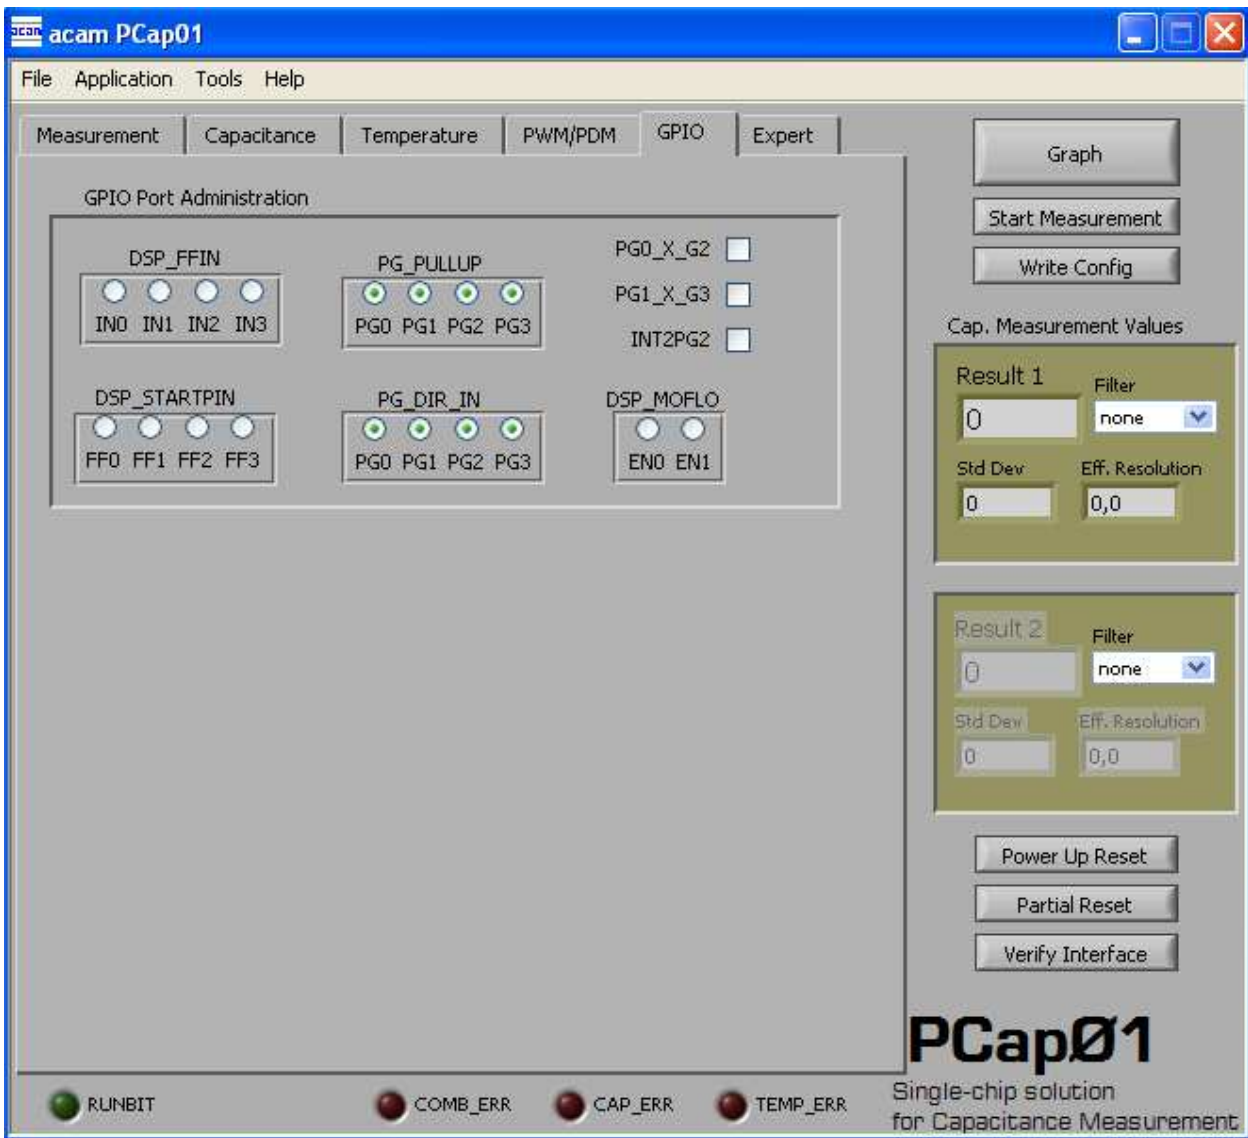 acam acam PCap01
File Application Tools Help
Measurement Capacitance Temperature PWM/PDM GPIO Expert
GPIO Port Administration
DSP_FFIN
IN0 IN1 IN2 IN3
PG_PULLUP
PG0 PG1 PG2 PG3
PG0_X_G2
PG1_X_G3
INT2PG2
DSP_STARTPIN
FF0 FF1 FF2 FF3
PG_DIR_IN
PG0 PG1 PG2 PG3
DSP_MOFLO
EN0 EN1
Graph
Start Measurement
Write Config
Cap. Measurement Values
Result 1
Filter
0
none
Std Dev
Eff. Resolution
0
0,0
Result 2
Filter
0
none
Std Dev
Eff. Resolution
0
0,0
Power Up Reset
Partial Reset
Verify Interface
PCapØ1
Single-chip solution
for Capacitance Measurement
RUNBIT COMB_ERR CAP_ERR TEMP_ERR